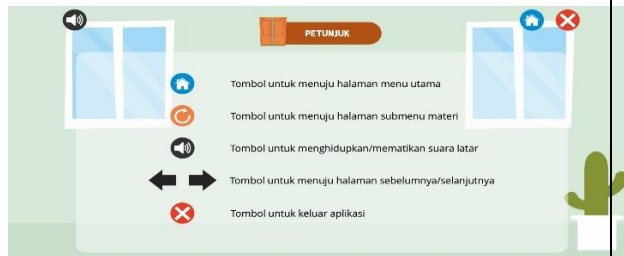 PETUNJUK
Tombol untuk menuju halaman menu utama
Tombol untuk menuju halaman submenu materi
Tombol untuk menghidupkan/mematikan suara latar
Tombol untuk menuju halaman sebelumnya/selanjutnya
Tombol untuk keluar aplikasi